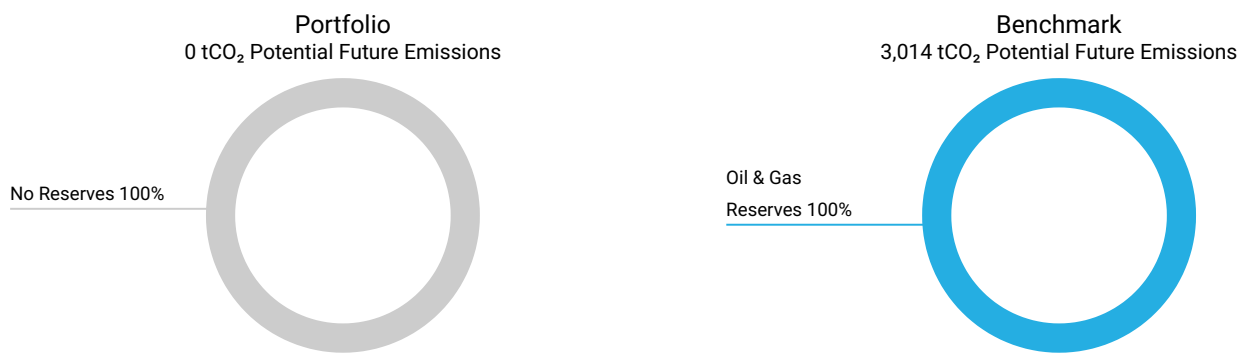 Portfolio
0 tCO₂ Potential Future Emissions
No Reserves 100%
Benchmark
3,014 tCO₂ Potential Future Emissions
Oil & Gas
Reserves 100%